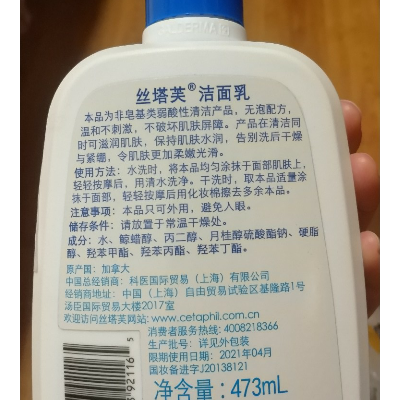 丝塔芙®洁面乳
本品为非皂基类弱酸性清洁产品，无泡配方，
温和不刺激，不破坏肌肤屏障。产品在清洁同
时可滋润肌肤，保持肌肤水润，告别洗后干燥
与紧绷，令肌肤更加柔嫩光滑。
使用方法：水洗时，将本品均匀涂抹于面部肌肤上，
轻轻按摩后，用清水洗净。干洗时，取本品适量涂
抹于面部，轻轻按摩后用化妆棉擦去多余本品。
注意事项：本品只可外用，避免入眼。
储存条件：请放置于常温干燥处。
成分：水、鲸蜡醇、丙二醇、月桂醇硫酸酯钠、硬脂
醇、羟苯甲酯、羟苯丙酯、羟苯丁酯。
原产国：加拿大
中国总经销商：科医国际贸易（上海）有限公司
经销商地址：中国（上海）自由贸易试验区基隆路1号
汤臣国际贸易大楼2017室
欢迎访问丝塔芙网站：www.cetaphil.com.cn
消费者服务热线：4008218366
生产批号：详见外包装
限期使用日期：2021年04月
国妆备进字J20138121
净含量：473mL
92116 5